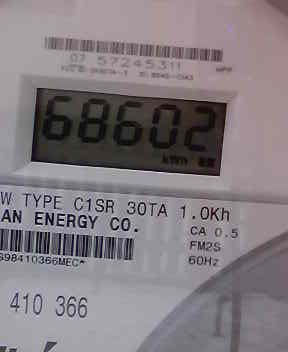 07 57245311
68602
kWh
W TYPE C1SR 30TA 1.0Kh
AN ENERGY CO.
CA 0.5
FM2S
60Hz
S98410366MEC*
410 366